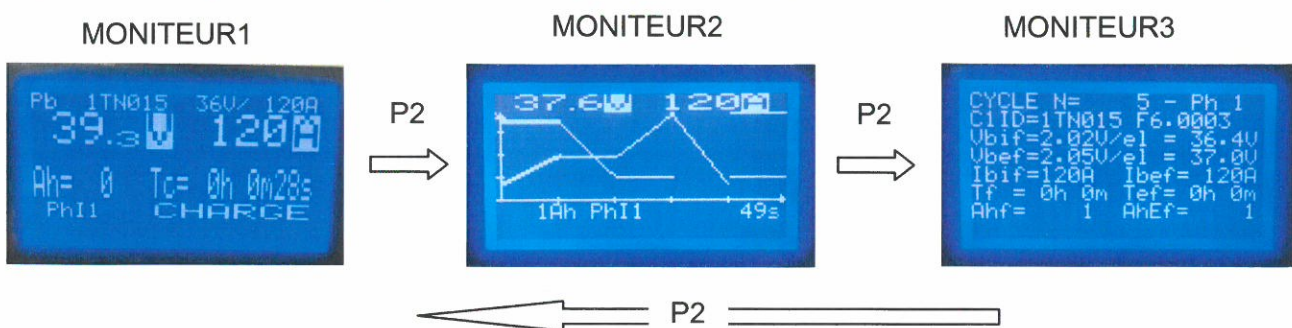 MONITEUR1
MONITEUR2
MONITEUR3
Pb 1TN015 36V/ 120A
39.3V 120A
Ah= 0 Tc= 0h 0m28s
PhI1 CHARGE
P2
37.6V 120A
1Ah PhI1 49s
P2
CYCLE N= 5 - Ph 1
C1ID=1TN015 F6.0003
Vbif=2.02V/el = 36.4V
Vbef=2.05V/el = 37.0V
Ibif=120A Ibef= 120A
Tf = 0h 0m Tef= 0h 0m
Ahf= 1 AhEf= 1
P2